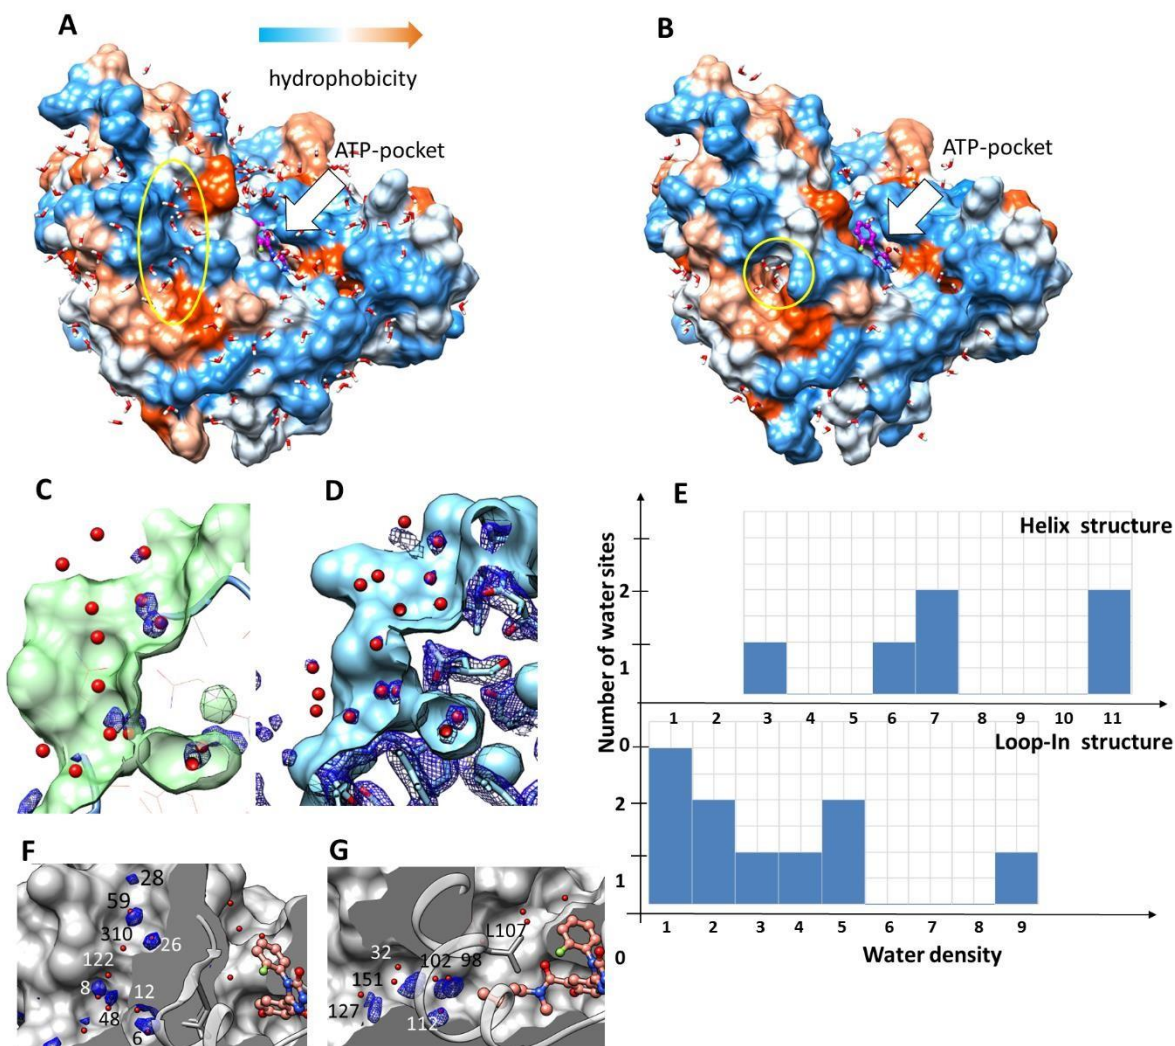 A
B
hydrophobicity
ATP-pocket
ATP-pocket
C
D
E
Helix structure
Number of water sites
2
1
1 2 3 4 5 6 7 8 9 10 11
0
Loop-In structure
2
1
0
1 2 3 4 5 6 7 8 9
Water density
F
28
59
310
26
122
8
12
48
6
G
L107
32
102
98
151
127
112